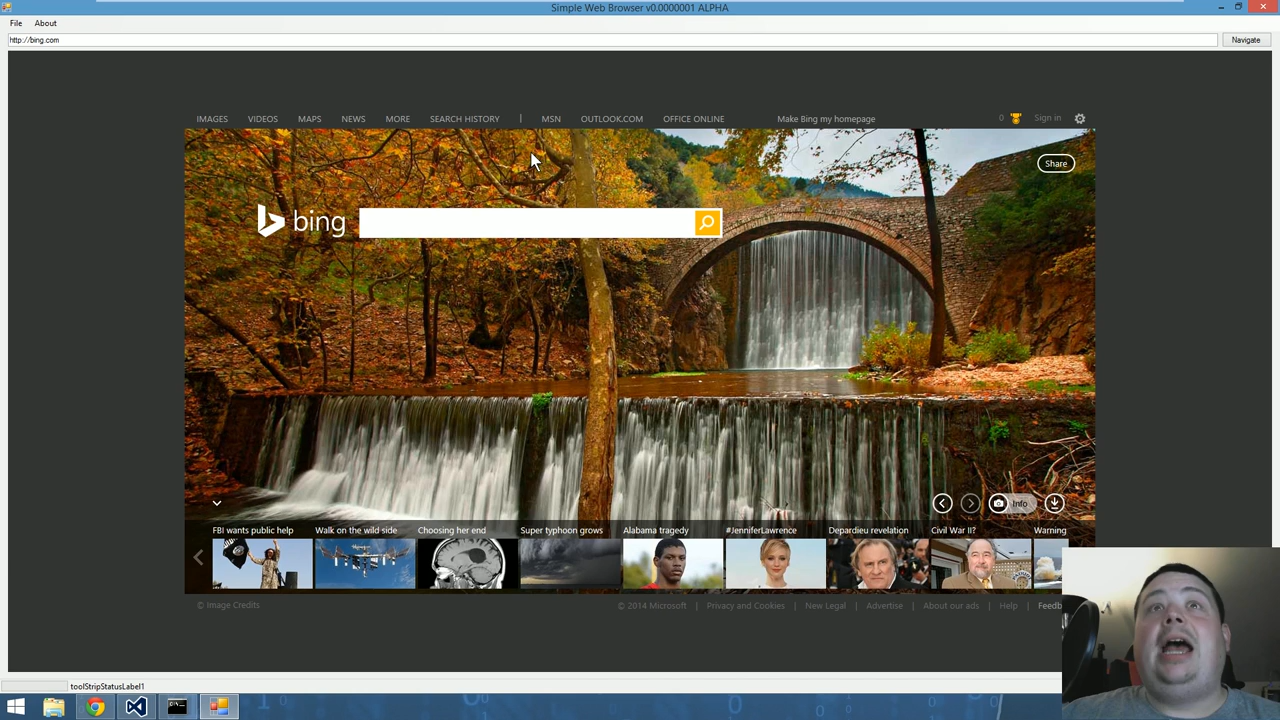 Simple Web Browser v0.0000001 ALPHA
File About
http://bing.com Navigate
IMAGES VIDEOS MAPS NEWS MORE SEARCH HISTORY | MSN OUTLOOK.COM OFFICE ONLINE Make Bing my homepage 0 Sign in
Share
bing
Info
FBI wants public help Walk on the wild side Choosing her end Super typhoon grows Alabama tragedy #JenniferLawrence Depardieu revelation Civil War II? Warning
© Image Credits © 2014 Microsoft | Privacy and Cookies | New Legal | Advertise | About our ads | Help | Feedb
toolStripStatusLabel1